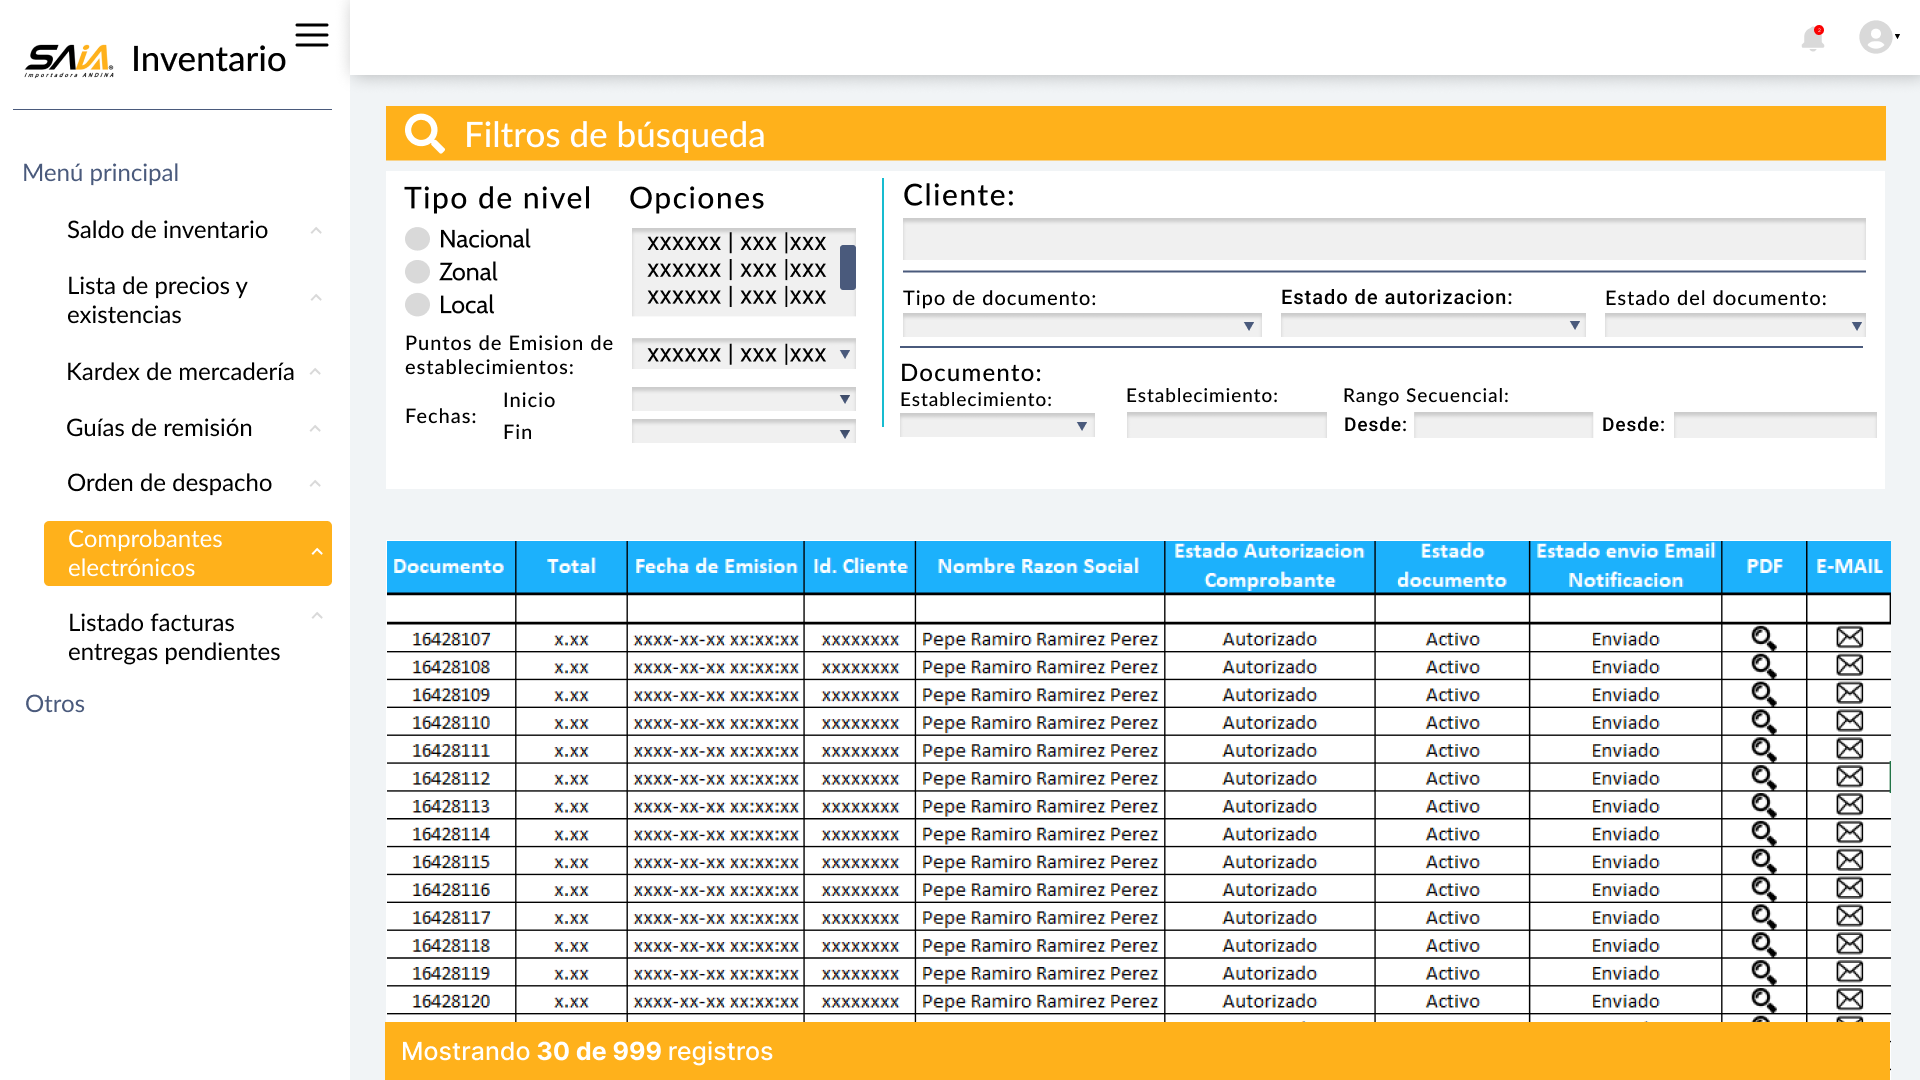 SAiA
Importadora ANDINA
Inventario
Menú principal
Saldo de inventario
Lista de precios y
existencias
Kardex de mercadería
Guías de remisión
Orden de despacho
Comprobantes
electrónicos
Listado facturas
entregas pendientes
Otros
Filtros de búsqueda
Tipo de nivel
Nacional
Zonal
Local
Opciones
xxxxxx | xxx |xxx
xxxxxx | xxx |xxx
xxxxxx | xxx |xxx
Puntos de Emision de
establecimientos:
xxxxxx | xxx |xxx
Fechas:
Inicio
Fin
Cliente:
Tipo de documento:
Estado de autorizacion:
Estado del documento:
Documento:
Establecimiento:
Establecimiento:
Rango Secuencial:
Desde:
Desde:
Documento Total Fecha de Emision Id. Cliente Nombre Razon Social Estado Autorizacion Comprobante Estado documento Estado envio Email Notificacion PDF E-MAIL
16428107 x.xx xxxx-xx-xx xx:xx:xx xxxxxxxx Pepe Ramiro Ramirez Perez Autorizado Activo Enviado
16428108 x.xx xxxx-xx-xx xx:xx:xx xxxxxxxx Pepe Ramiro Ramirez Perez Autorizado Activo Enviado
16428109 x.xx xxxx-xx-xx xx:xx:xx xxxxxxxx Pepe Ramiro Ramirez Perez Autorizado Activo Enviado
16428110 x.xx xxxx-xx-xx xx:xx:xx xxxxxxxx Pepe Ramiro Ramirez Perez Autorizado Activo Enviado
16428111 x.xx xxxx-xx-xx xx:xx:xx xxxxxxxx Pepe Ramiro Ramirez Perez Autorizado Activo Enviado
16428112 x.xx xxxx-xx-xx xx:xx:xx xxxxxxxx Pepe Ramiro Ramirez Perez Autorizado Activo Enviado
16428113 x.xx xxxx-xx-xx xx:xx:xx xxxxxxxx Pepe Ramiro Ramirez Perez Autorizado Activo Enviado
16428114 x.xx xxxx-xx-xx xx:xx:xx xxxxxxxx Pepe Ramiro Ramirez Perez Autorizado Activo Enviado
16428115 x.xx xxxx-xx-xx xx:xx:xx xxxxxxxx Pepe Ramiro Ramirez Perez Autorizado Activo Enviado
16428116 x.xx xxxx-xx-xx xx:xx:xx xxxxxxxx Pepe Ramiro Ramirez Perez Autorizado Activo Enviado
16428117 x.xx xxxx-xx-xx xx:xx:xx xxxxxxxx Pepe Ramiro Ramirez Perez Autorizado Activo Enviado
16428118 x.xx xxxx-xx-xx xx:xx:xx xxxxxxxx Pepe Ramiro Ramirez Perez Autorizado Activo Enviado
16428119 x.xx xxxx-xx-xx xx:xx:xx xxxxxxxx Pepe Ramiro Ramirez Perez Autorizado Activo Enviado
16428120 x.xx xxxx-xx-xx xx:xx:xx xxxxxxxx Pepe Ramiro Ramirez Perez Autorizado Activo Enviado
Mostrando 30 de 999 registros